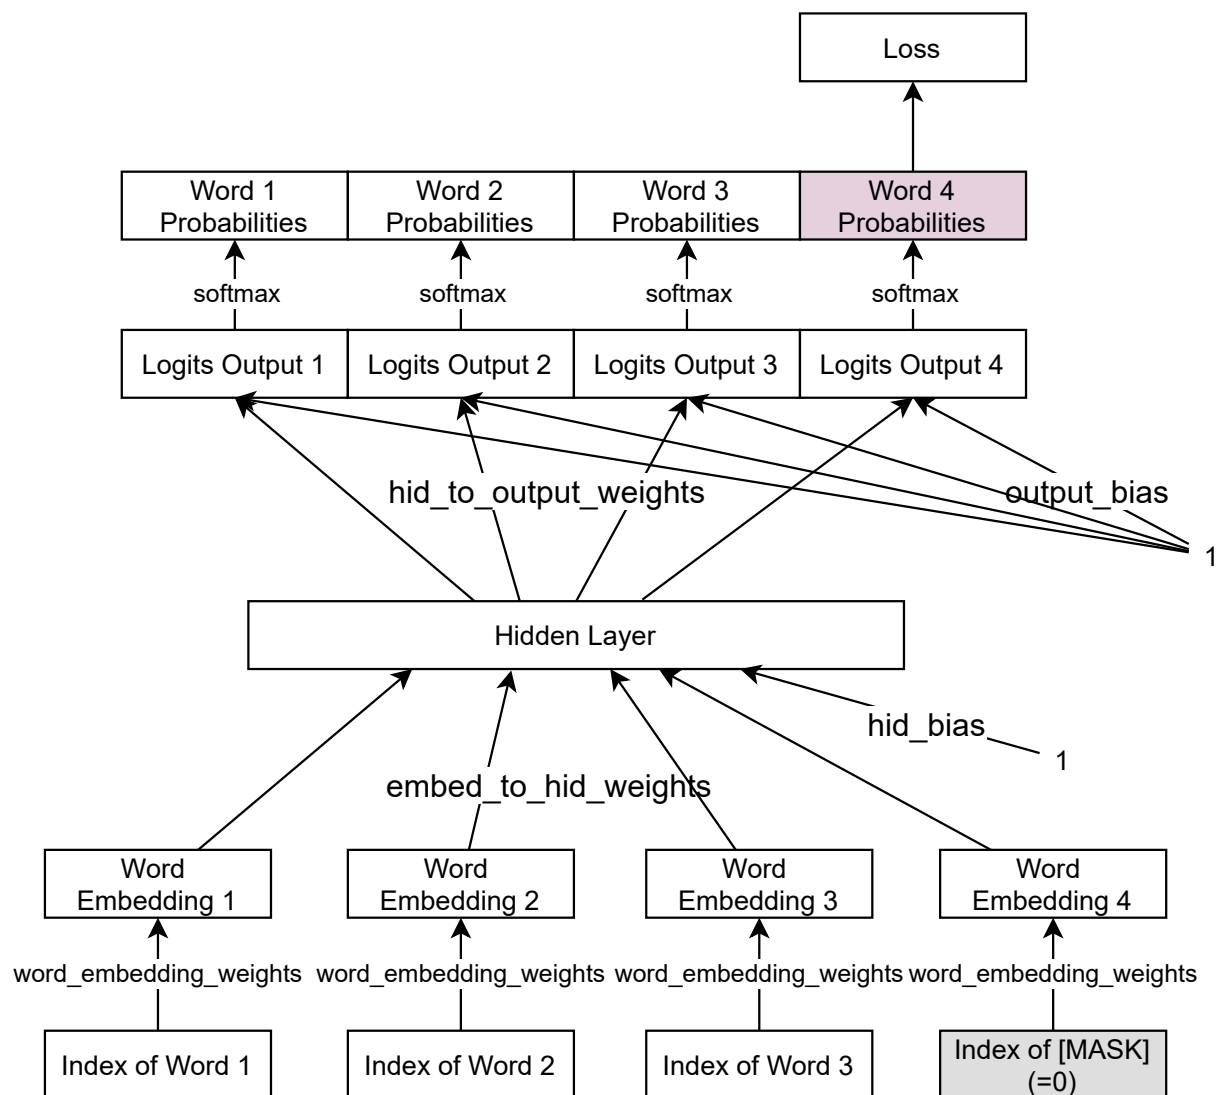 Loss
Word 1
Probabilities
Word 2
Probabilities
Word 3
Probabilities
Word 4
Probabilities
softmax
softmax
softmax
softmax
Logits Output 1
Logits Output 2
Logits Output 3
Logits Output 4
hid_to_output_weights
output_bias
1
Hidden Layer
hid_bias
1
embed_to_hid_weights
Word
Embedding 1
Word
Embedding 2
Word
Embedding 3
Word
Embedding 4
word_embedding_weights
word_embedding_weights
word_embedding_weights
word_embedding_weights
Index of Word 1
Index of Word 2
Index of Word 3
Index of [MASK]
(=0)